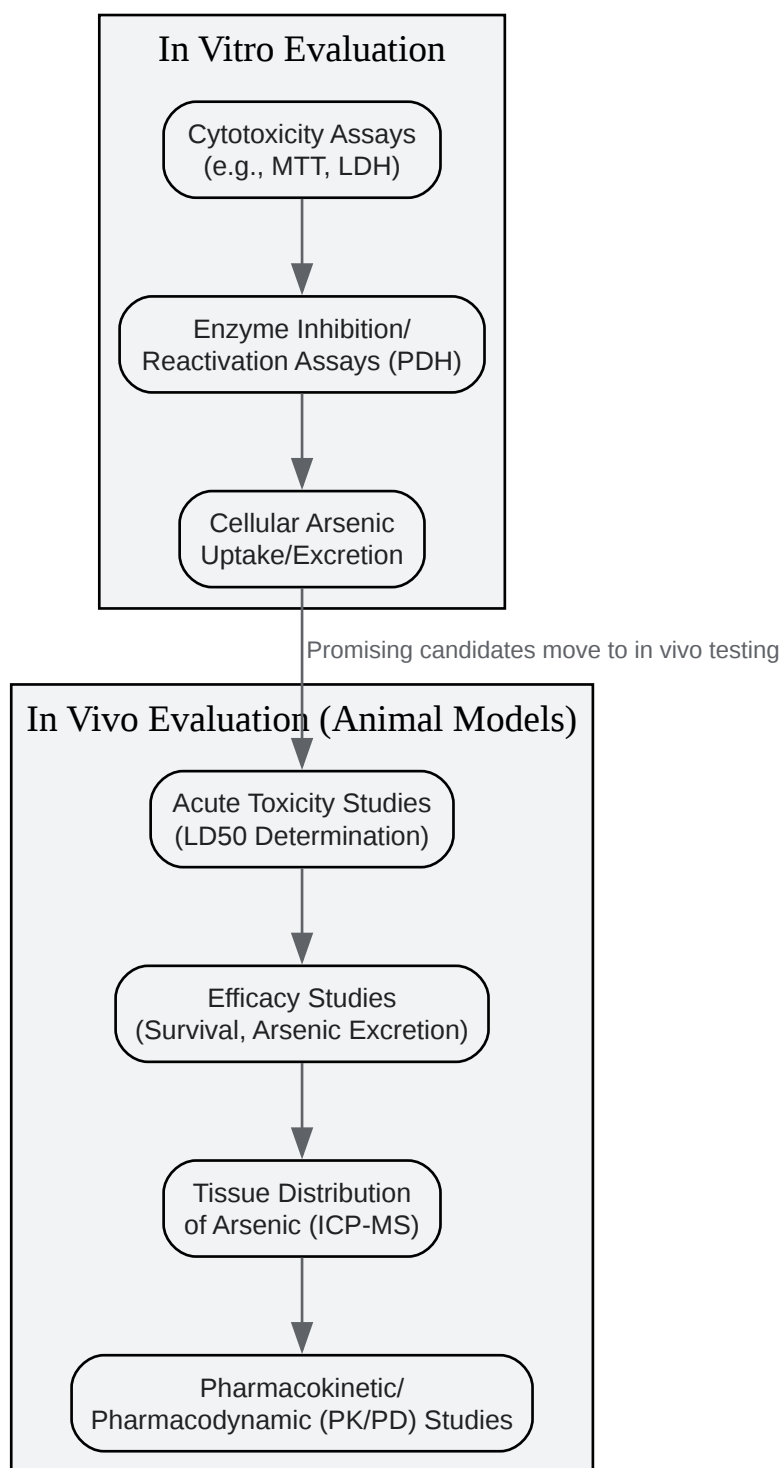 In Vitro Evaluation
Cytotoxicity Assays
(e.g., MTT, LDH)
Enzyme Inhibition/
Reactivation Assays (PDH)
Cellular Arsenic
Uptake/Excretion
Promising candidates move to in vivo testing
In Vivo Evaluation (Animal Models)
Acute Toxicity Studies
(LD50 Determination)
Efficacy Studies
(Survival, Arsenic Excretion)
Tissue Distribution
of Arsenic (ICP-MS)
Pharmacokinetic/
Pharmacodynamic (PK/PD) Studies